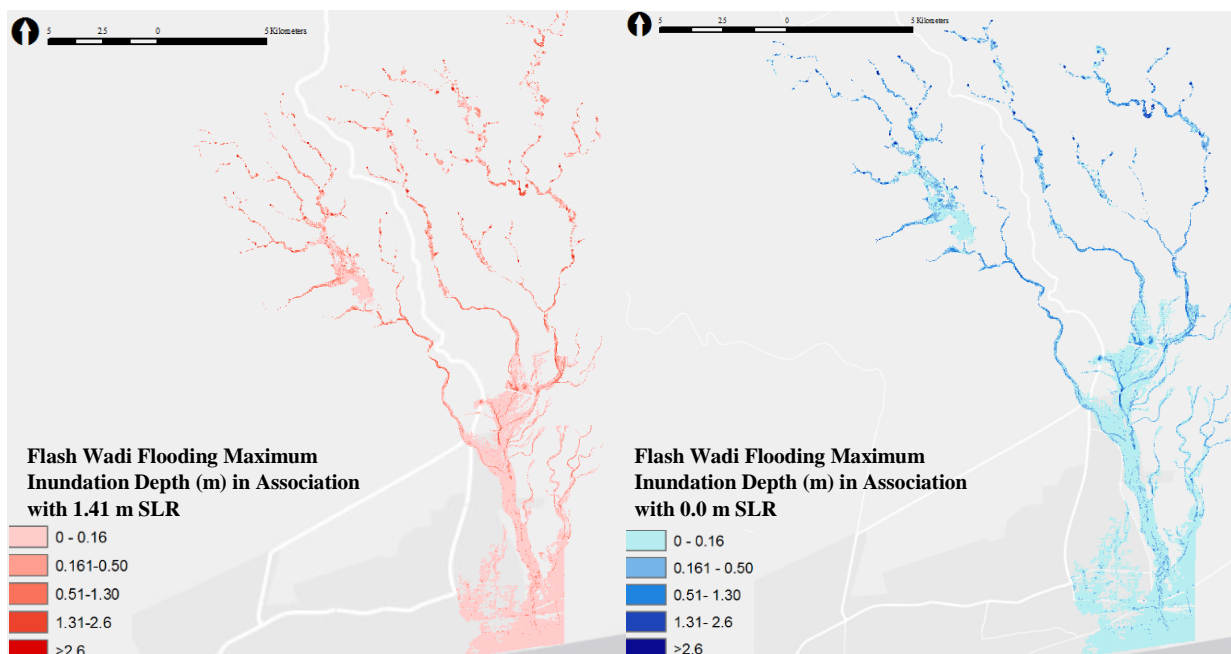 5 2.5 0 5 Kilometers
Flash Wadi Flooding Maximum
Inundation Depth (m) in Association
with 1.41 m SLR
0 - 0.16
0.161-0.50
0.51-1.30
1.31-2.6
>2.6
5 2.5 0 5 Kilometers
Flash Wadi Flooding Maximum
Inundation Depth (m) in Association
with 0.0 m SLR
0 - 0.16
0.161 - 0.50
0.51- 1.30
1.31- 2.6
>2.6